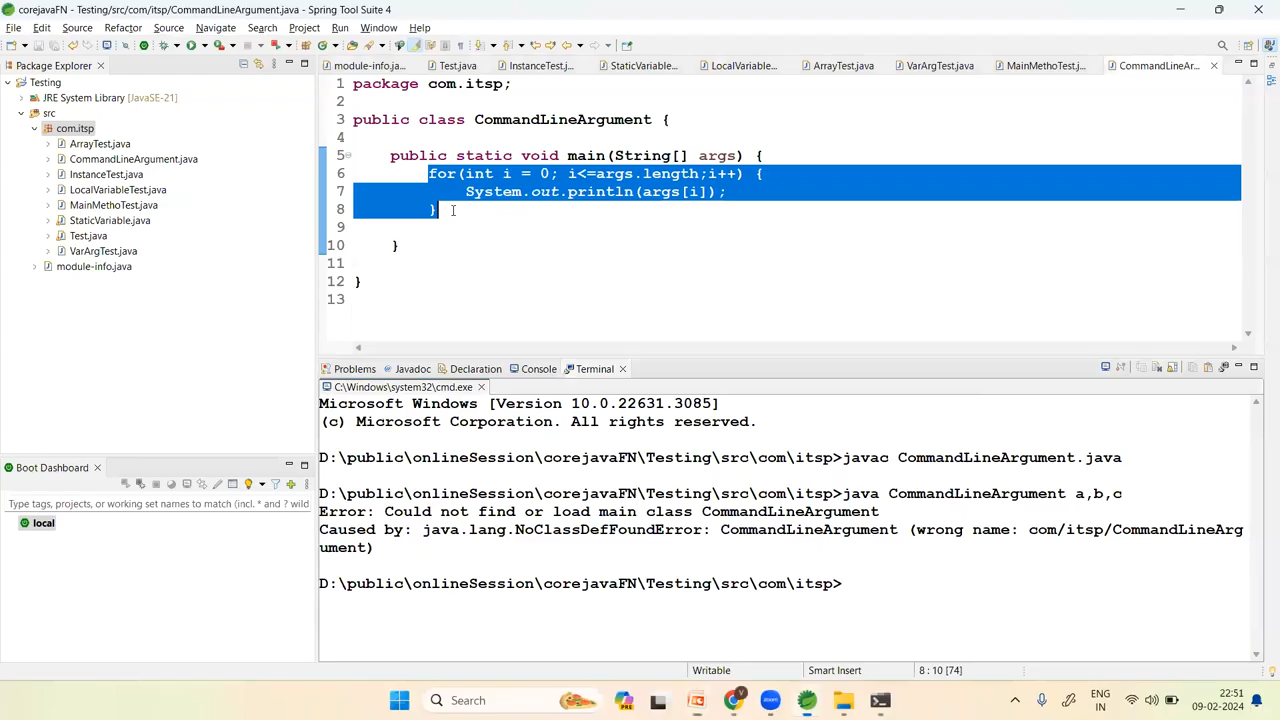 corejavaFN - Testing/src/com/itsp/CommandLineArgument.java - Spring Tool Suite 4
File Edit Source Refactor Source Navigate Search Project Run Window Help
Package Explorer
module-info.ja... Test.java InstanceTest.j... StaticVariable... LocalVariable... ArrayTest.java VarArgTest.java MainMethoTest.j... CommandLineAr...
Testing
JRE System Library [JavaSE-21]
src
com.itsp
ArrayTest.java
CommandLineArgument.java
InstanceTest.java
LocalVariableTest.java
MainMethoTest.java
StaticVariable.java
Test.java
VarArgTest.java
module-info.java
1 package com.itsp;
2
3 public class CommandLineArgument {
4
5 public static void main(String[] args) {
6 for(int i = 0; i<=args.length;i++) {
7 System.out.println(args[i]);
8 }
9
10 }
11
12 }
13
Problems Javadoc Declaration Console Terminal
C:\Windows\system32\cmd.exe
Microsoft Windows [Version 10.0.22631.3085]
(c) Microsoft Corporation. All rights reserved.
D:\public\onlineSession\corejavaFN\Testing\src\com\itsp>javac CommandLineArgument.java
D:\public\onlineSession\corejavaFN\Testing\src\com\itsp>java CommandLineArgument a,b,c
Error: Could not find or load main class CommandLineArgument
Caused by: java.lang.NoClassDefFoundError: CommandLineArgument (wrong name: com/itsp/CommandLineArg
ument)
D:\public\onlineSession\corejavaFN\Testing\src\com\itsp>
Boot Dashboard
Type tags, projects, or working set names to match (incl. * and ? wild
local
Writable Smart Insert 8 : 10 [74]
Search
ENG
IN
22:51
09-02-2024